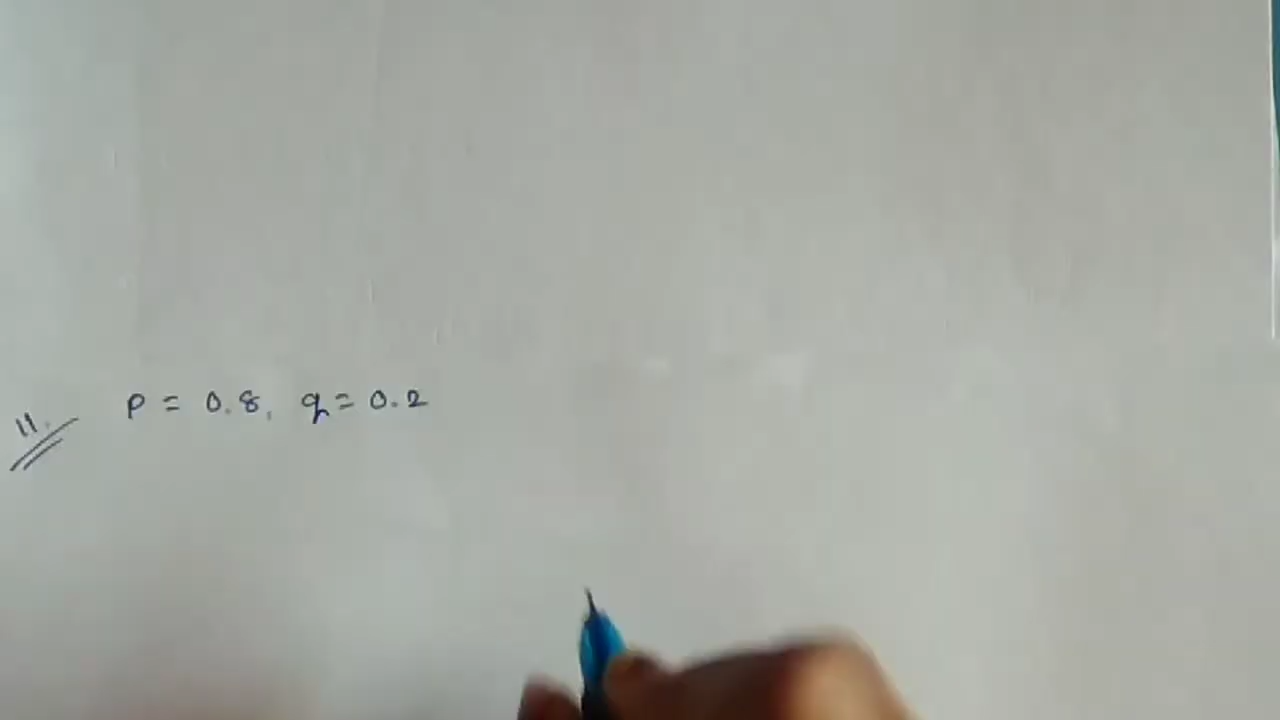 11. P = 0.8, q = 0.2